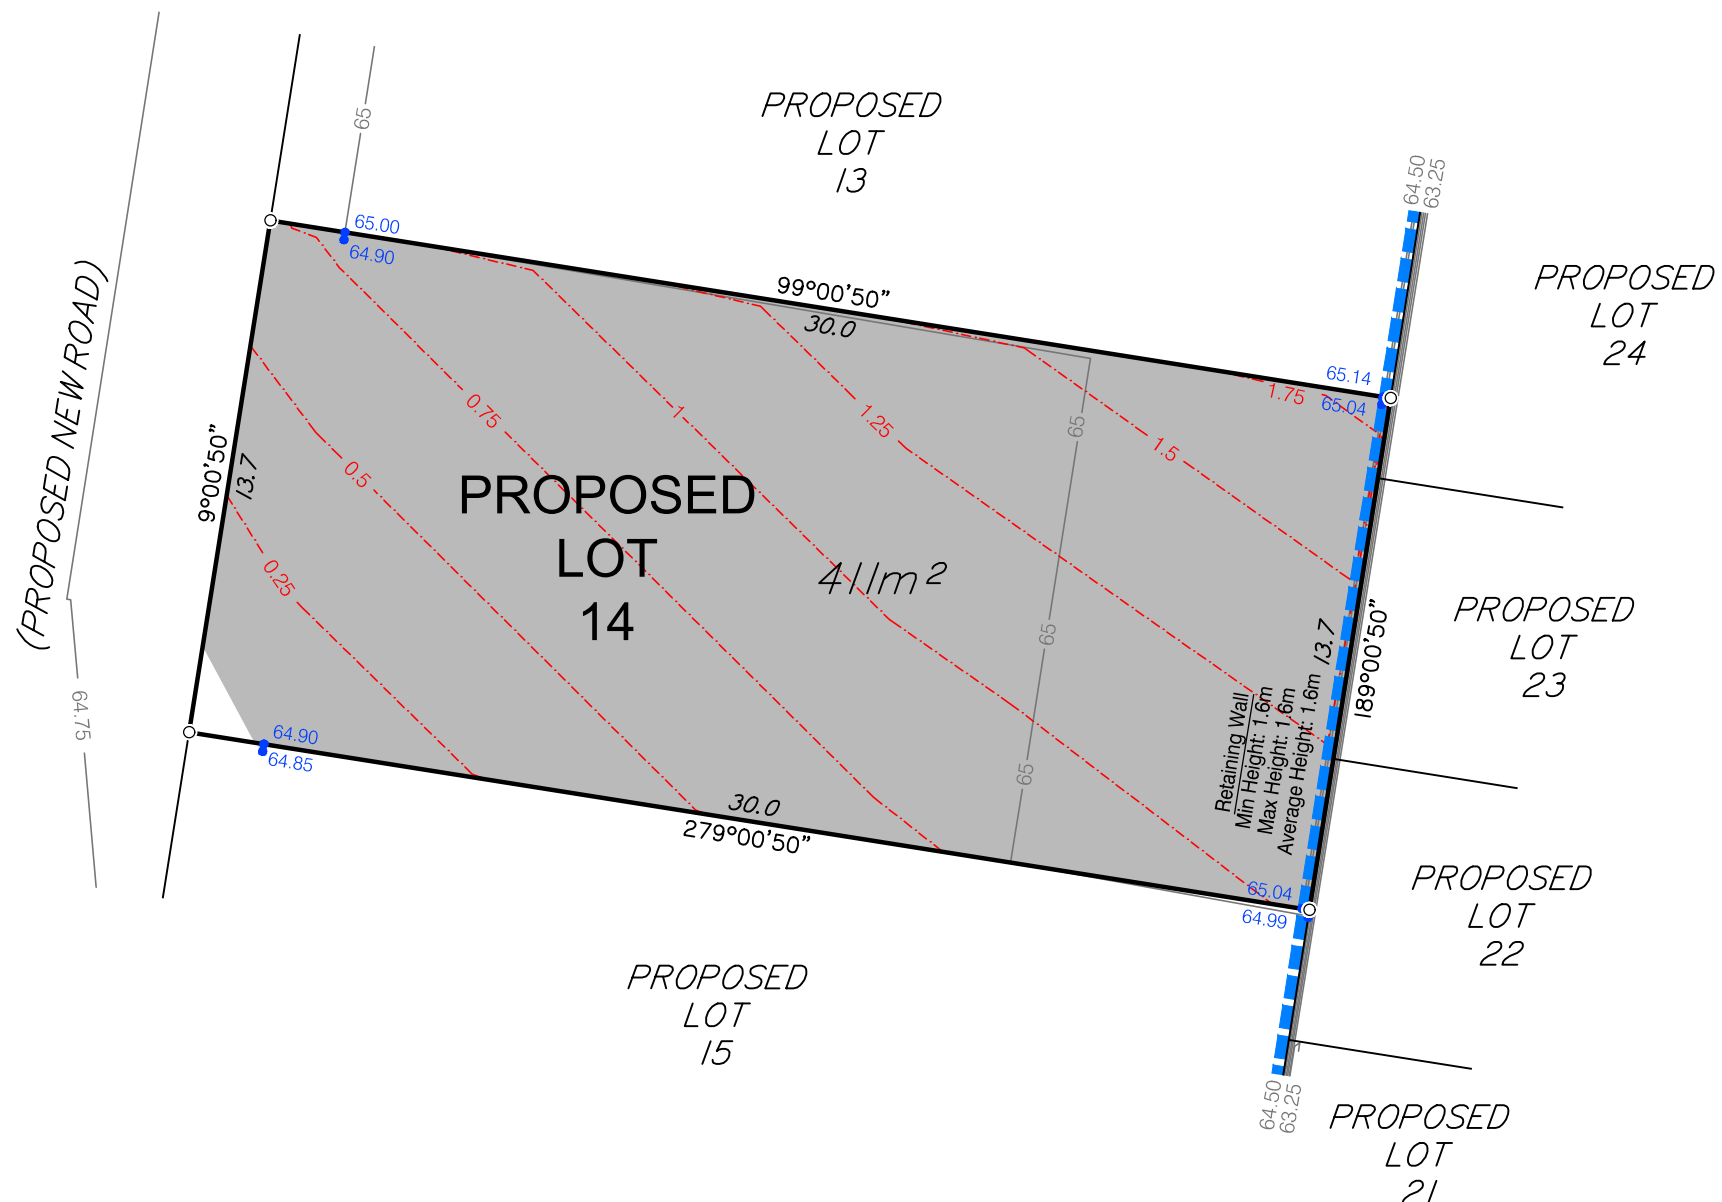 PROPOSED
LOT
13
65
64.50
63.25
65.00
64.90
(PROPOSED NEW ROAD)
99°00'50"
30.0
PROPOSED
LOT
24
65.14
65.04
1.75
0.75
1
1.25
65
1.5
9°00'50"
13.7
0.5
PROPOSED
LOT
14
411m²
0.25
65
13.7
189°00'50"
PROPOSED
LOT
23
64.75
64.90
64.85
65
Retaining Wall
Min Height: 1.6m
Max Height: 1.6m
Average Height: 1.6m
30.0
279°00'50"
65.04
64.99
PROPOSED
LOT
22
PROPOSED
LOT
15
64.50
63.25
PROPOSED
LOT
21